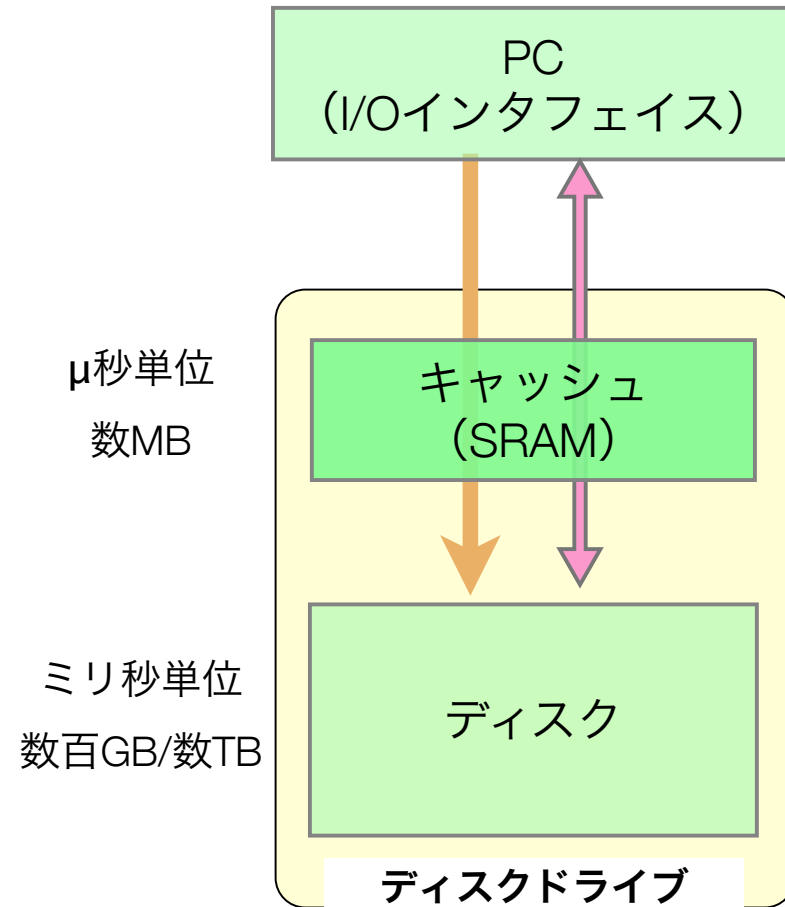 PC
（I/Oインタフェイス）
μ秒単位
数MB
キャッシュ
（SRAM）
ミリ秒単位
数百GB/数TB
ディスク
ディスクドライブ